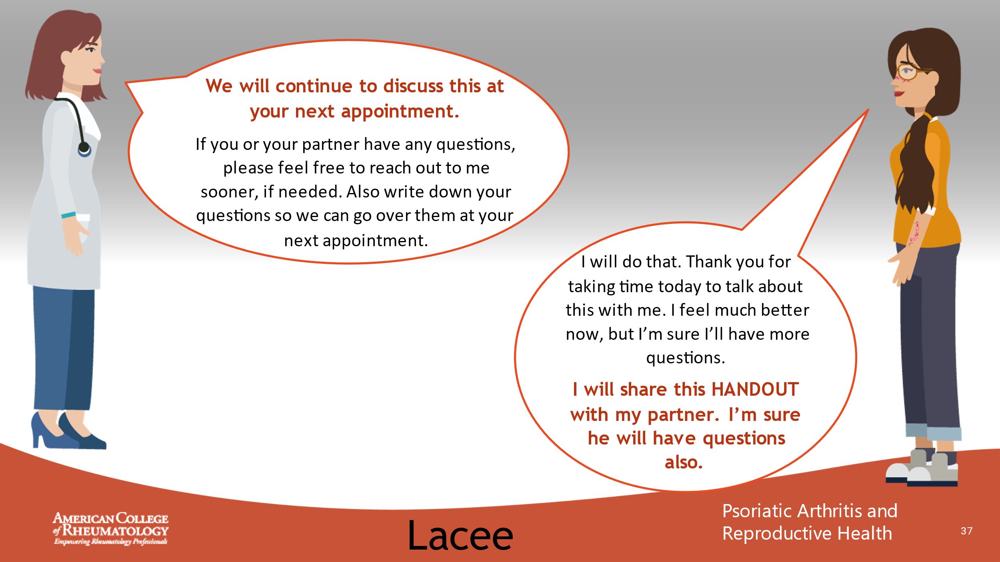 We will continue to discuss this at
your next appointment.
If you or your partner have any questions,
please feel free to reach out to me
sooner, if needed. Also write down your
questions so we can go over them at your
next appointment.
I will do that. Thank you for
taking time today to talk about
this with me. I feel much better
now, but I’m sure I’ll have more
questions.
I will share this HANDOUT
with my partner. I’m sure
he will have questions
also.
AMERICAN COLLEGE
of RHEUMATOLOGY
Empowering Rheumatology Professionals
Lacee
Psoriatic Arthritis and
Reproductive Health
37